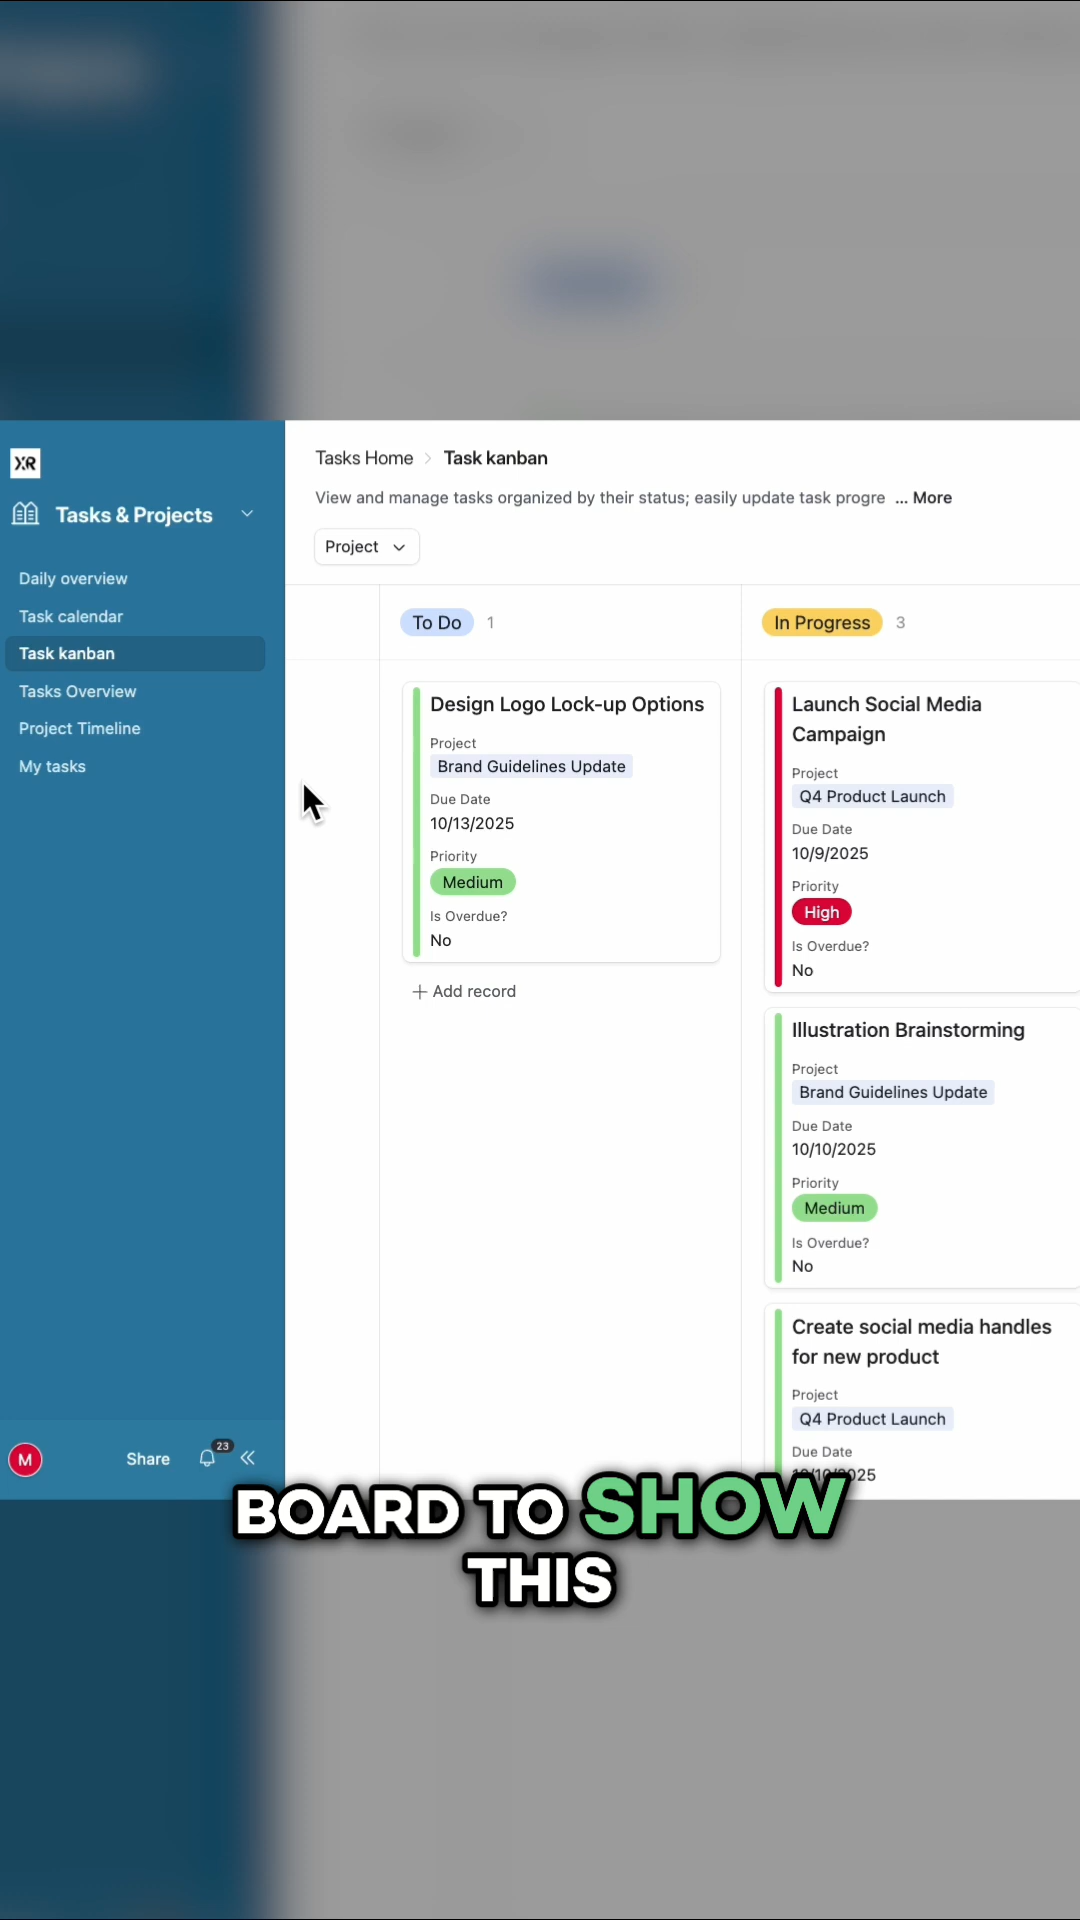 XR
Tasks & Projects
Daily overview
Task calendar
Task kanban
Tasks Overview
Project Timeline
My tasks
M
Share
23
Tasks Home > Task kanban
View and manage tasks organized by their status; easily update task progre ... More
Project
To Do 1
Design Logo Lock-up Options
Project
Brand Guidelines Update
Due Date
10/13/2025
Priority
Medium
Is Overdue?
No
+ Add record
In Progress 3
Launch Social Media
Campaign
Project
Q4 Product Launch
Due Date
10/9/2025
Priority
High
Is Overdue?
No
Illustration Brainstorming
Project
Brand Guidelines Update
Due Date
10/10/2025
Priority
Medium
Is Overdue?
No
Create social media handles
for new product
Project
Q4 Product Launch
Due Date
10/10/2025
BOARD TO SHOW
THIS